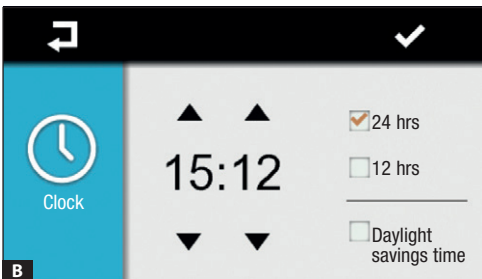 24 hrs
15:12
12 hrs
Clock
Daylight
savings time
B